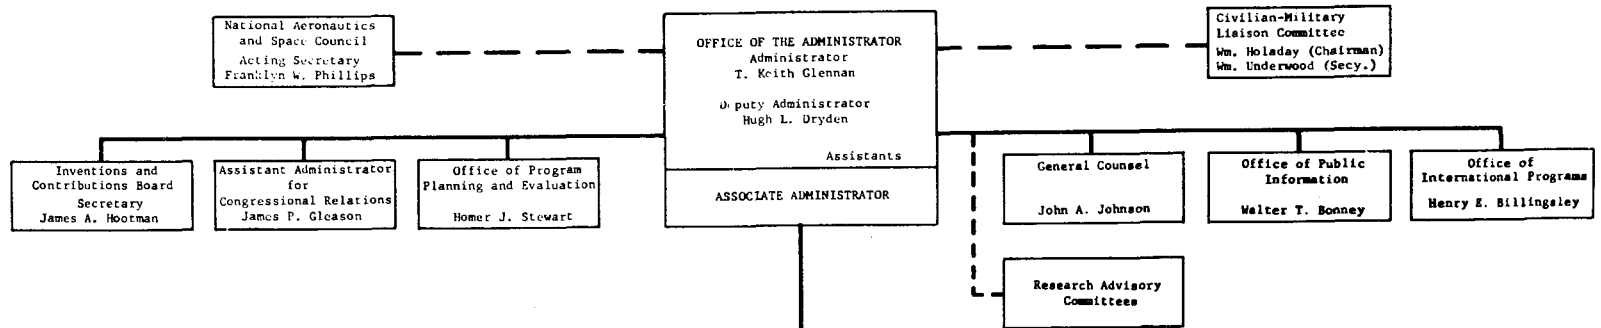 National Aeronautics
and Space Council
Acting Secretary
Franklyn W. Phillips
OFFICE OF THE ADMINISTRATOR
Administrator
T. Keith Glennan
Deputy Administrator
Hugh L. Dryden
Assistants
ASSOCIATE ADMINISTRATOR
Civilian-Military
Liaison Committee
Wm. Holaday (Chairman)
Wm. Underwood (Secy.)
Inventions and
Contributions Board
Secretary
James A. Hootman
Assistant Administrator
for
Congressional Relations
James P. Gleason
Office of Program
Planning and Evaluation
Homer J. Stewart
General Counsel
John A. Johnson
Office of Public
Information
Walter T. Bonney
Office of
International Programs
Henry E. Billingsley
Research Advisory
Committees